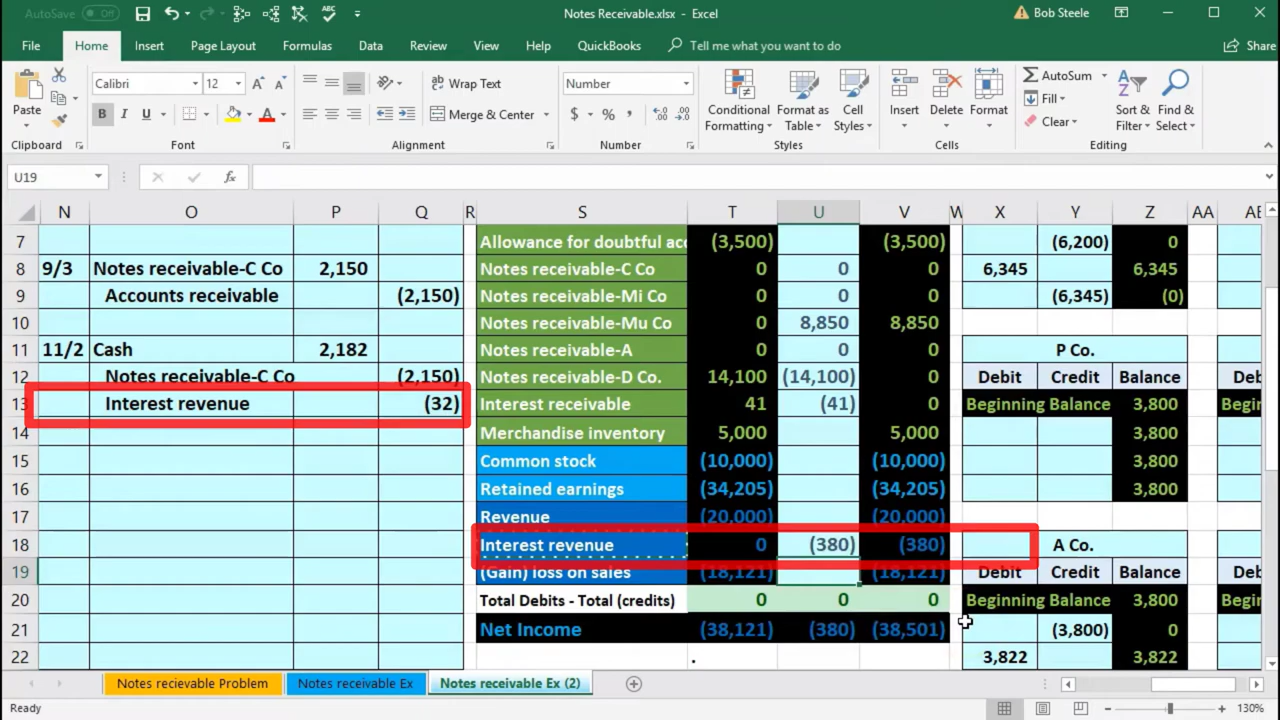 AutoSave Off Notes Receivable.xlsx - Excel Bob Steele
File Home Insert Page Layout Formulas Data Review View Help QuickBooks Tell me what you want to do Share
Calibri 12 Wrap Text Number AutoSum
Paste B I U Merge & Center $ % Conditional Formatting Format as Table Cell Styles Insert Delete Format Fill Clear Sort & Filter Find & Select
Clipboard Font Alignment Number Styles Cells Editing
U19 fx
N O P Q R S T U V W X Y Z AA AE
7 Allowance for doubtful acc (3,500) (3,500) (6,200) 0
8 9/3 Notes receivable-C Co 2,150 Notes receivable-C Co 0 0 0 6,345 6,345
9 Accounts receivable (2,150) Notes receivable-Mi Co 0 0 0 (6,345) (0)
10 Notes receivable-Mu Co 0 8,850 8,850
11 11/2 Cash 2,182 Notes receivable-A 0 0 0 P Co.
12 Notes receivable-C Co (2,150) Notes receivable-D Co. 14,100 (14,100) 0 Debit Credit Balance Deb
13 Interest revenue (32) Interest receivable 41 (41) 0 Beginning Balance 3,800 Begin
14 Merchandise inventory 5,000 5,000 3,800
15 Common stock (10,000) (10,000) 3,800
16 Retained earnings (34,205) (34,205) 3,800
17 Revenue (20,000) (20,000)
18 Interest revenue 0 (380) (380) A Co.
19 (Gain) loss on sales (18,121) (18,121) Debit Credit Balance Deb
20 Total Debits - Total (credits) 0 0 0 Beginning Balance 3,800 Begin
21 Net Income (38,121) (380) (38,501) (3,800) 0
22 . 3,822 3,822
Notes recievable Problem Notes receivable Ex Notes receivable Ex (2)
Ready 130%